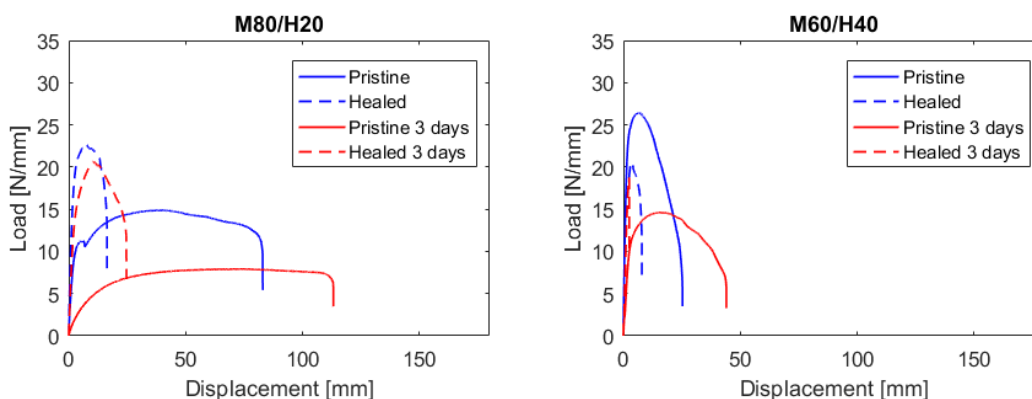 M80/H20
35
30
25
20
15
10
5
0
Load [N/mm]
0 50 100 150
Displacement [mm]
Pristine
Healed
Pristine 3 days
Healed 3 days
M60/H40
35
30
25
20
15
10
5
0
Load [N/mm]
0 50 100 150
Displacement [mm]
Pristine
Healed
Pristine 3 days
Healed 3 days